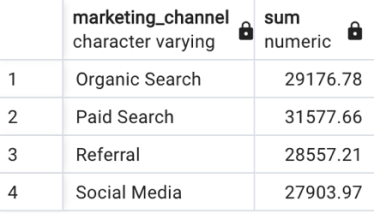 marketing_channel sum
character varying numeric
1 Organic Search 29176.78
2 Paid Search 31577.66
3 Referral 28557.21
4 Social Media 27903.97